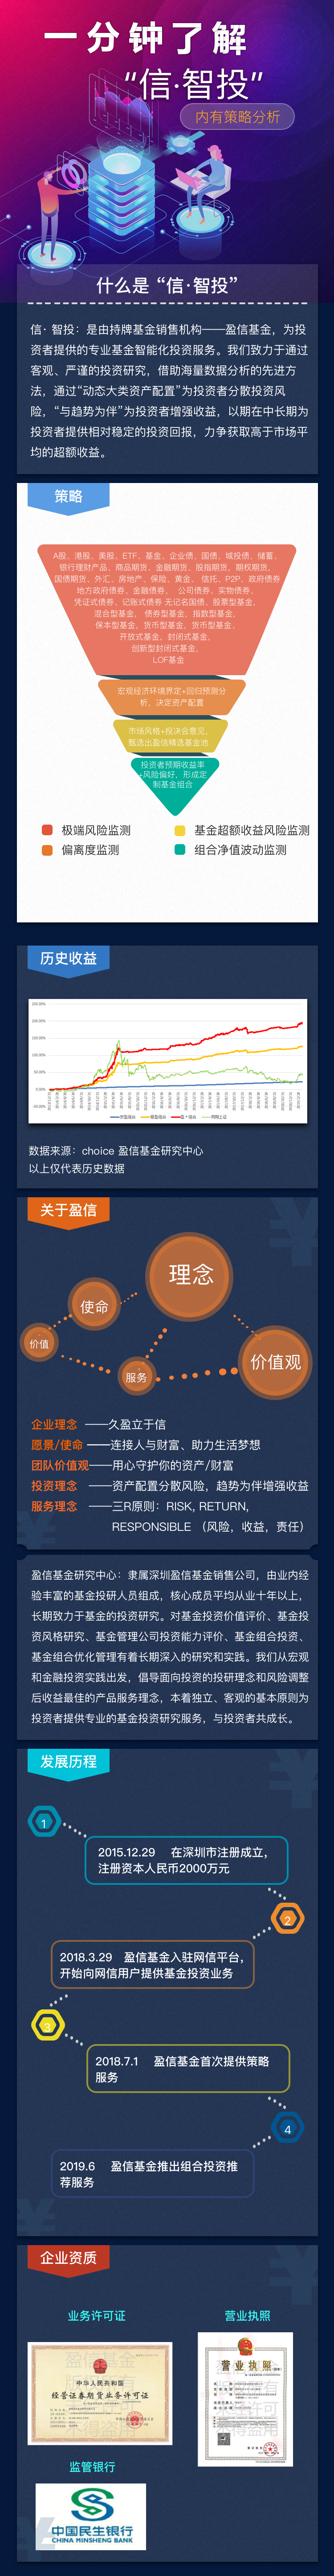 一分钟了解
“信·智投”
内有策略分析
什么是“信·智投”
信·智投：是由持牌基金销售机构——盈信基金，为投
资者提供的专业基金智能化投资服务。我们致力于通过
客观、严谨的投资研究，借助海量数据分析的先进方
法，通过“动态大类资产配置”为投资者分散投资风
险，“与趋势为伴”为投资者增强收益，以期在中长期为
投资者提供相对稳定的投资回报，力争获取高于市场平
均的超额收益。
策略
A股、港股、美股、ETF、基金、企业债、国债、城投债、储蓄、
银行理财产品、商品期货、金融期货、股指期货，期权期货，
国债期货、外汇、房地产、保险、黄金、信托、P2P、政府债券
地方政府债券、金融债券、公司债券、实物债券、
凭证式债券、记账式债券 无记名国债、股票型基金、
混合型基金、债券型基金、指数型基金、
保本型基金，货币型基金，货币型基金、
开放式基金、封闭式基金，
创新型封闭式基金，
LOF基金
宏观经济环境界定+回归预测分
析，决定资产配置
市场风格+投决会意见，
甄选出盈信精选基金池
投资者预期收益率
+风险偏好，形成定
制基金组合
极端风险监测
基金超额收益风险监测
偏离度监测
组合净值波动监测
历史收益
250.00%
200.00%
150.00%
100.00%
50.00%
0.00%
-50.00%
数据来源：choice 盈信基金研究中心
以上仅代表历史数据
关于盈信
理念
使命
价值
服务
价值观
企业理念 ——久盈立于信
愿景/使命 ——连接人与财富、助力生活梦想
团队价值观——用心守护你的资产/财富
投资理念 ——资产配置分散风险，趋势为伴增强收益
服务理念 ——三R原则：RISK, RETURN,
RESPONSIBLE （风险，收益，责任）
盈信基金研究中心：隶属深圳盈信基金销售公司，由业内经
验丰富的基金投研人员组成，核心成员平均从业十年以上，
长期致力于基金的投资研究。对基金投资价值评价、基金投
资风格研究、基金管理公司投资能力评价、基金组合投资、
基金组合优化管理有着长期深入的研究和实践。我们从宏观
和金融投资实践出发，倡导面向投资的投研理念和风险调整
后收益最佳的产品服务理念，本着独立、客观的基本原则为
投资者提供专业的基金投资研究服务，与投资者共成长。
发展历程
1
2015.12.29 在深圳市注册成立，
注册资本人民币2000万元
2
2018.3.29 盈信基金入驻网信平台，
开始向网信用户提供基金投资业务
3
2018.7.1 盈信基金首次提供策略
服务
4
2019.6 盈信基金推出组合投资推
荐服务
企业资质
业务许可证
营业执照
中华人民共和国
经营证券期货业务许可证
营业执照
监管银行
中国民生银行
CHINA MINSHENG BANK